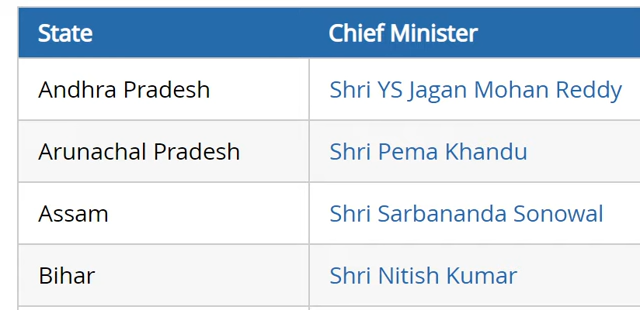 State Chief Minister
Andhra Pradesh Shri YS Jagan Mohan Reddy
Arunachal Pradesh Shri Pema Khandu
Assam Shri Sarbananda Sonowal
Bihar Shri Nitish Kumar